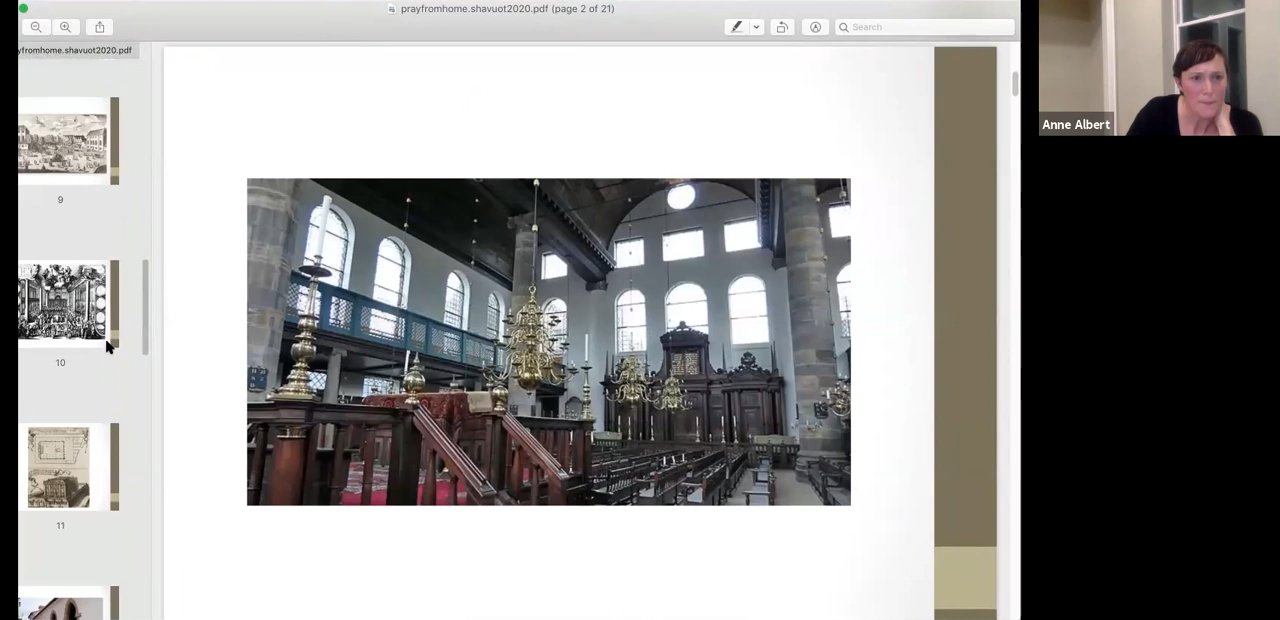 prayfromhome.shavuot2020.pdf (page 2 of 21)
Search
yfromhome.shavuot2020.pdf
9
10
11
Anne Albert